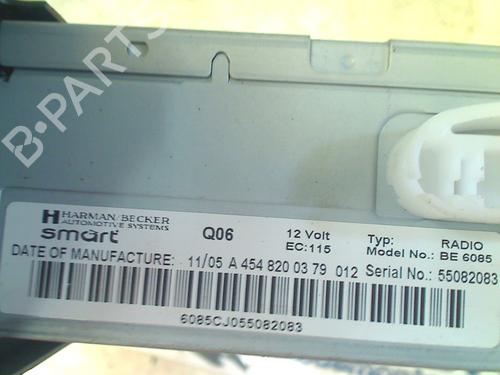 B-PARTS
HARMAN/BECKER
AUTOMOTIVE SYSTEMS
smart Q06 12 Volt Typ: RADIO
EC:115 Model No.: BE 6085
DATE OF MANUFACTURE: 11/05 A 454 820 03 79 012 Serial No.: 55082083
6085CJ055082083